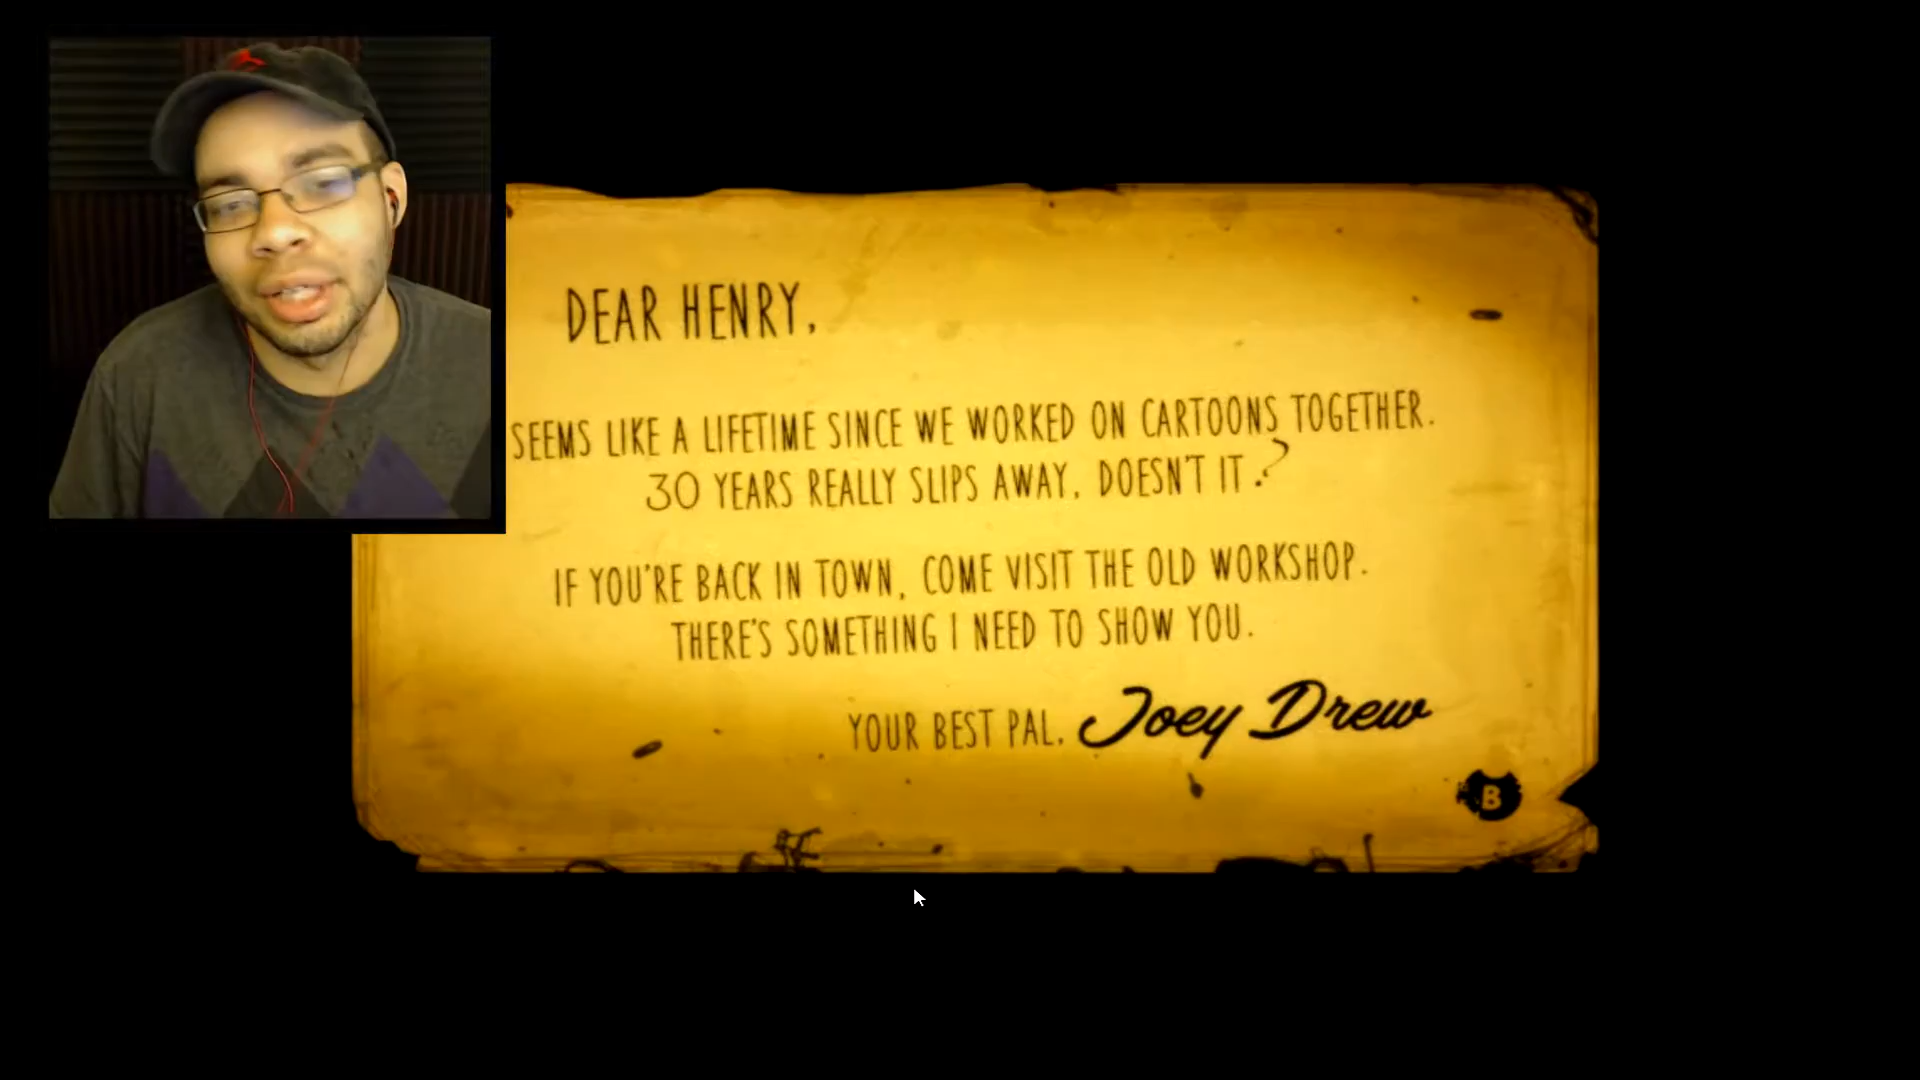 DEAR HENRY,
SEEMS LIKE A LIFETIME SINCE WE WORKED ON CARTOONS TOGETHER.
30 YEARS REALLY SLIPS AWAY, DOESN'T IT?
IF YOU'RE BACK IN TOWN, COME VISIT THE OLD WORKSHOP.
THERE'S SOMETHING I NEED TO SHOW YOU.
YOUR BEST PAL, Joey Drew
B